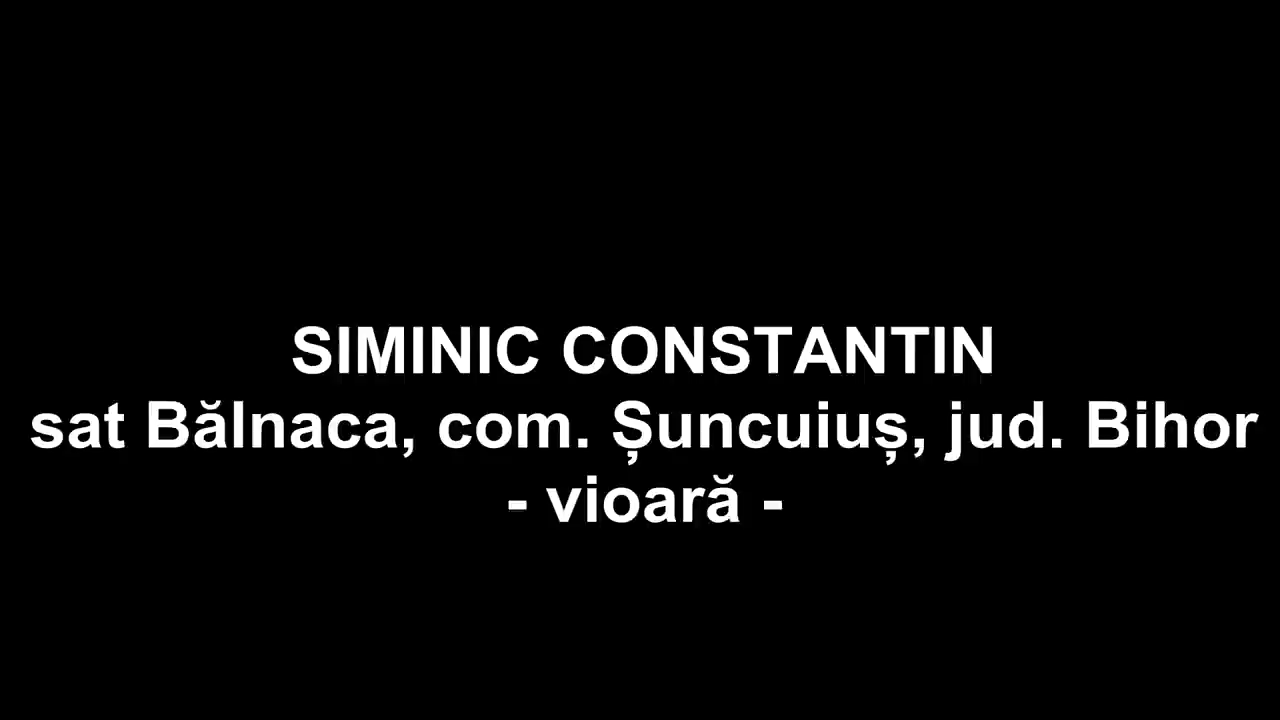 SIMINIC CONSTANTIN
sat Bălnaca, com. Șuncuiuș, jud. Bihor
- vioară -